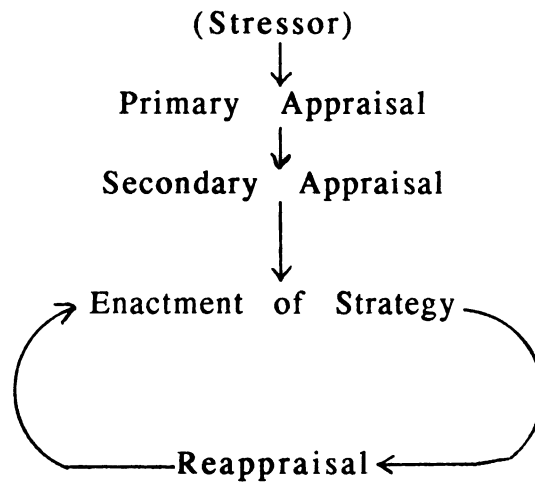 (Stressor)
Primary Appraisal
Secondary Appraisal
Enactment of Strategy
Reappraisal